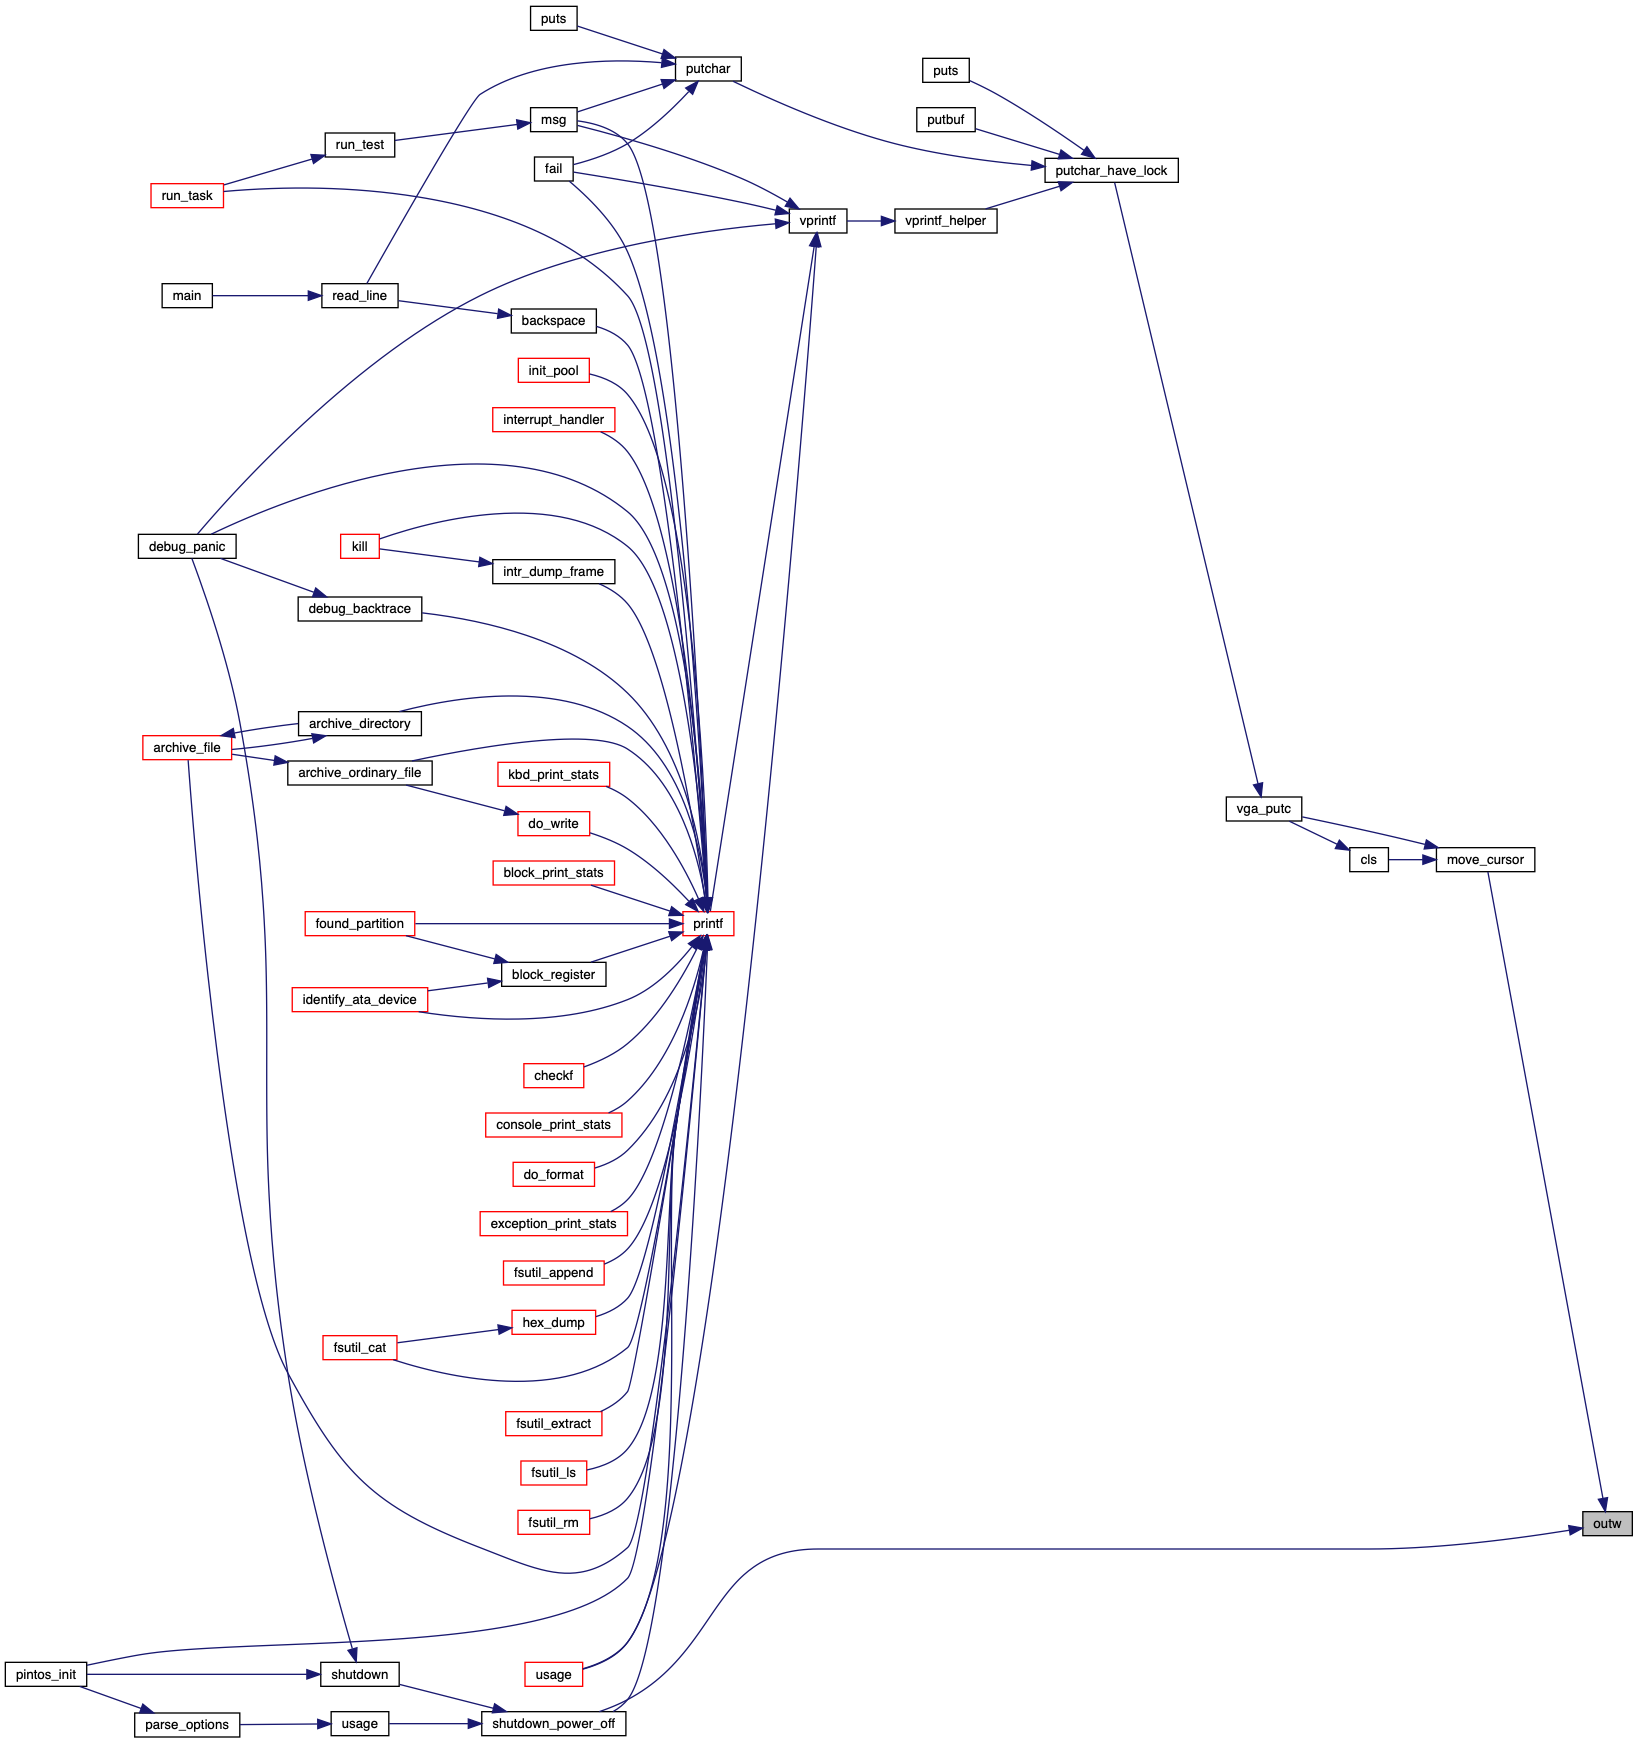 puts
putchar
puts
msg
putbuf
run_test
fail
putchar_have_lock
run_task
vprintf
vprintf_helper
main
read_line
backspace
init_pool
interrupt_handler
debug_panic
kill
intr_dump_frame
debug_backtrace
archive_directory
archive_file
archive_ordinary_file
kbd_print_stats
do_write
vga_putc
cls
move_cursor
block_print_stats
found_partition
printf
block_register
identify_ata_device
checkf
console_print_stats
do_format
exception_print_stats
fsutil_append
hex_dump
fsutil_cat
fsutil_extract
fsutil_ls
fsutil_rm
outw
pintos_init
shutdown
usage
parse_options
usage
shutdown_power_off